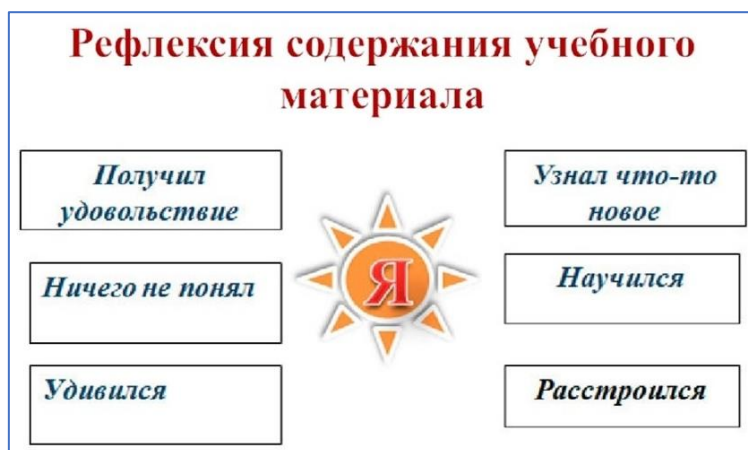 Рефлексия содержания учебного
материала
Получил
удовольствие
Ничего не понял
Удивился
Я
Узнал что-то
новое
Научился
Расстроился